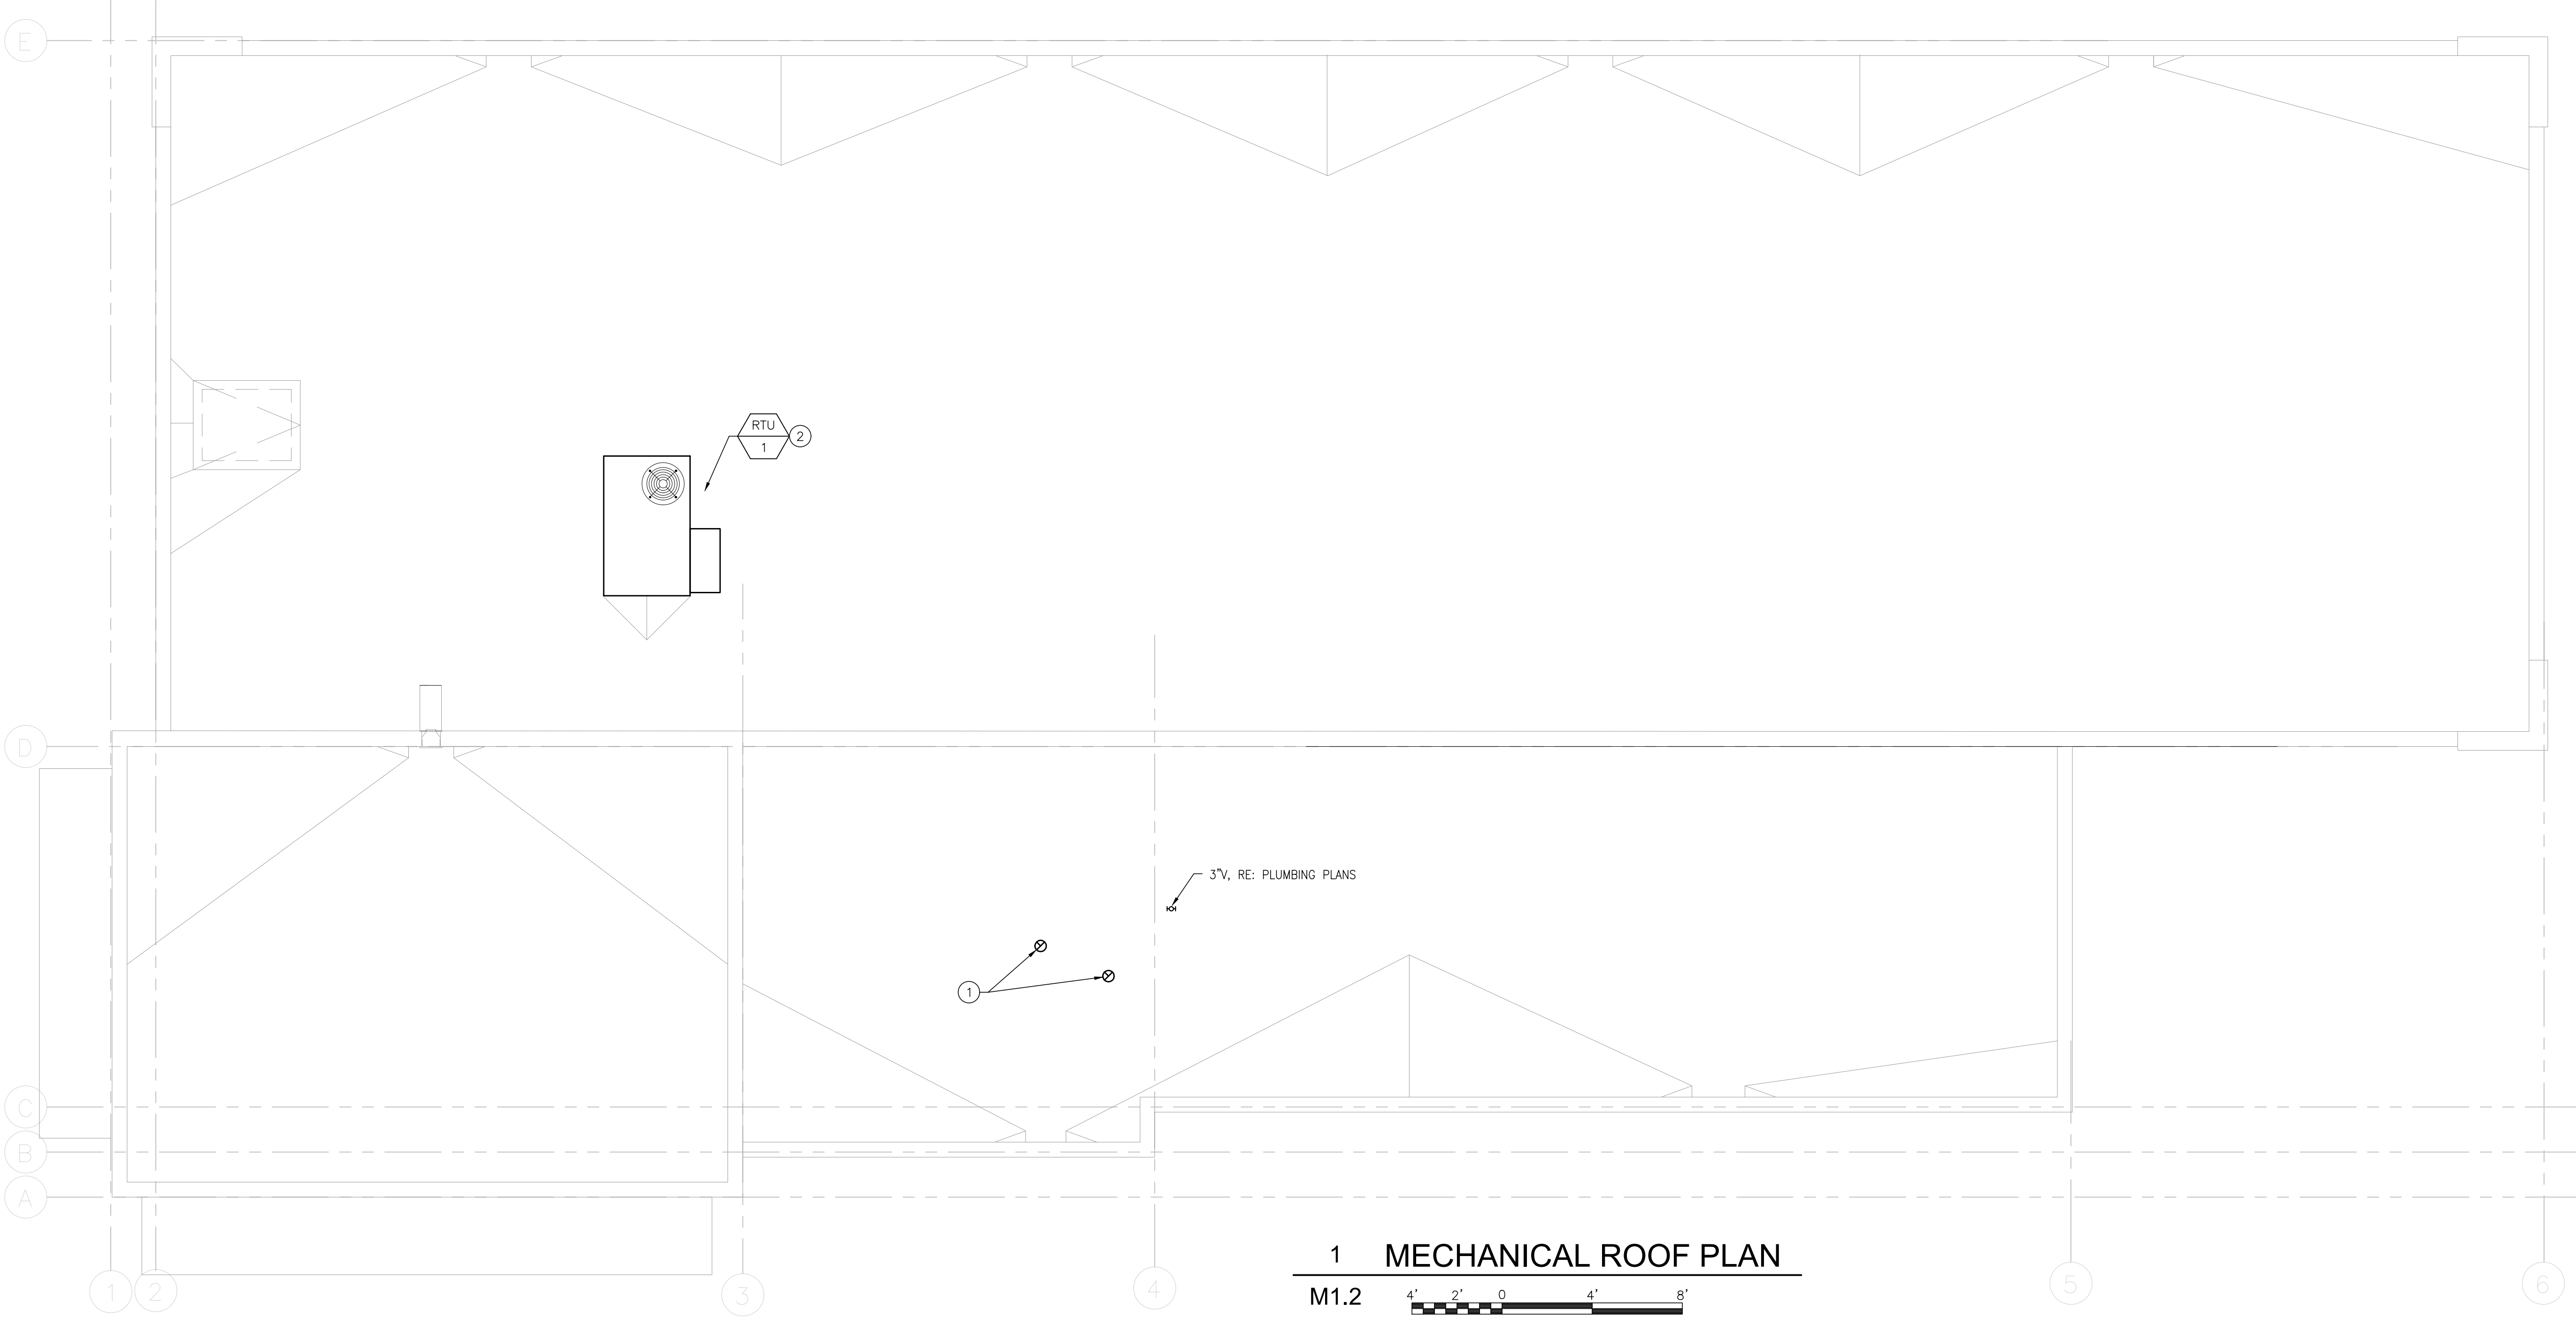 E
RTU
1
2
D
3"V, RE: PLUMBING PLANS
1
C
B
A
1
2
3
4
5
6
1 MECHANICAL ROOF PLAN
M1.2
4' 2' 0 4' 8'